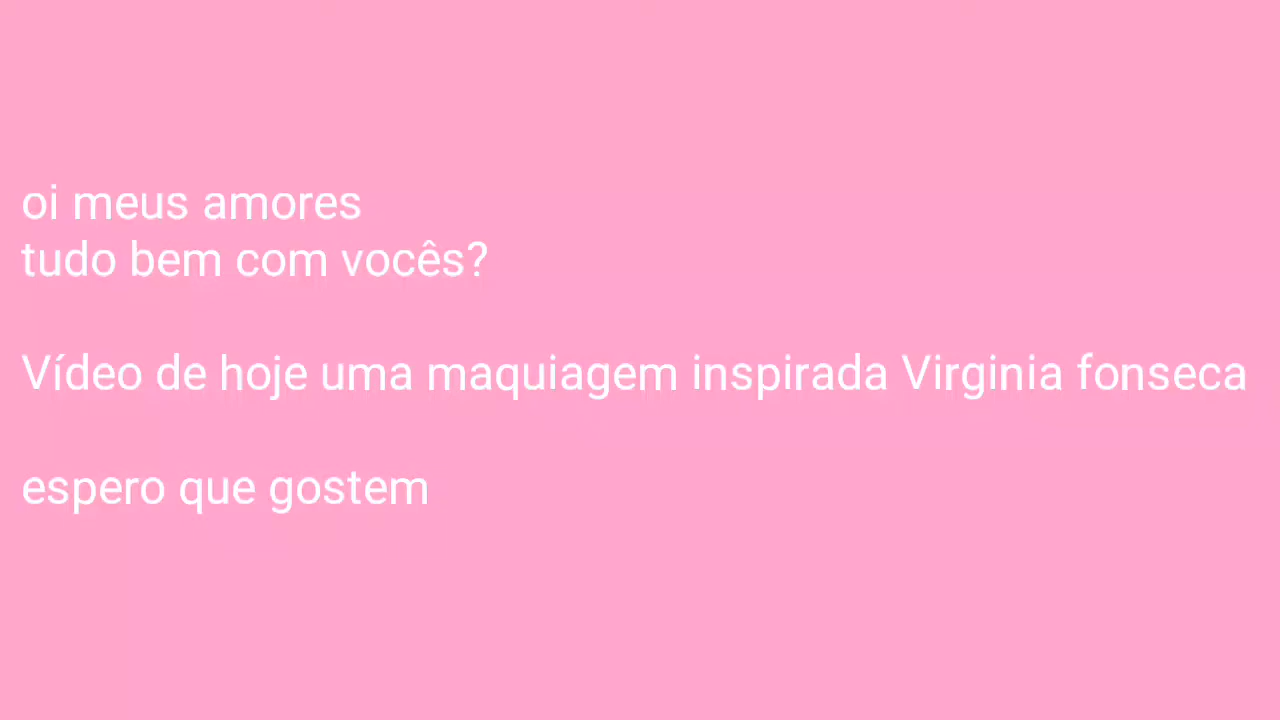 oi meus amores
tudo bem com vocês?
Vídeo de hoje uma maquiagem inspirada Virginia fonseca
espero que gostem